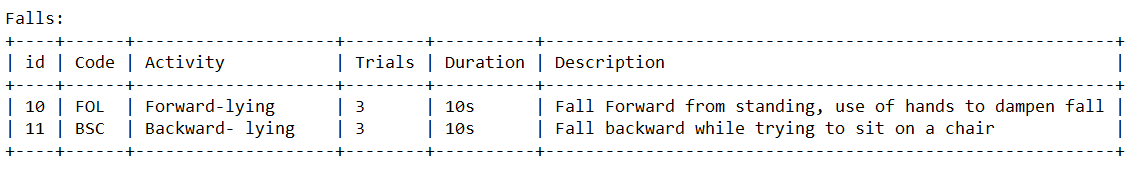 Falls:
+----+------+--------------------+--------+----------+----------------------------------------------------------+
| id | Code | Activity           | Trials | Duration | Description                                              |
+----+------+--------------------+--------+----------+----------------------------------------------------------+
| 10 | FOL  | Forward-lying      | 3      | 10s      | Fall Forward from standing, use of hands to dampen fall |
| 11 | BSC  | Backward- lying    | 3      | 10s      | Fall backward while trying to sit on a chair             |
+----+------+--------------------+--------+----------+----------------------------------------------------------+